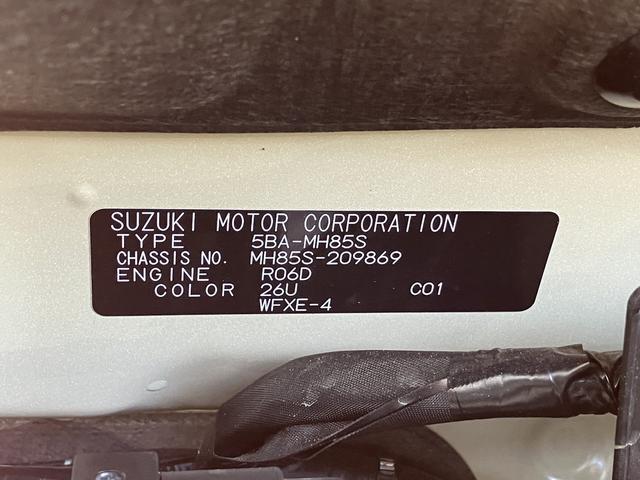 SUZUKI MOTOR CORPORATION
TYPE 5BA-MH85S
CHASSIS NO. MH85S-209869
ENGINE R06D
COLOR 26U C01
WFXE-4